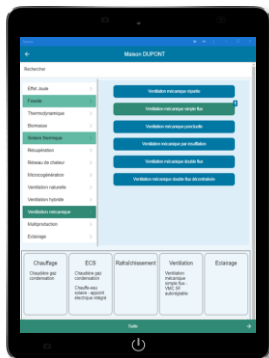 Maison DUPONT
Rechercher
Effet Joule
Fossile
Thermodynamique
Biomasse
Solaire thermique
Récupération
Réseau de chaleur
Microcogénération
Ventilation naturelle
Ventilation hybride
Ventilation mécanique
Multiproduction
Eclairage
Ventilation mécanique répartie
Ventilation mécanique simple flux
Ventilation mécanique ponctuelle
Ventilation mécanique par insufflation
Ventilation mécanique double flux
Ventilation mécanique double flux décentralisée
Chauffage
Chaudière gaz
condensation
ECS
Chaudière gaz
condensation
Chauffe-eau
solaire - appoint
électrique intégré
Rafraîchissement
Ventilation
Ventilation
mécanique
simple flux -
VMC SF
autoréglable
Eclairage
Suite